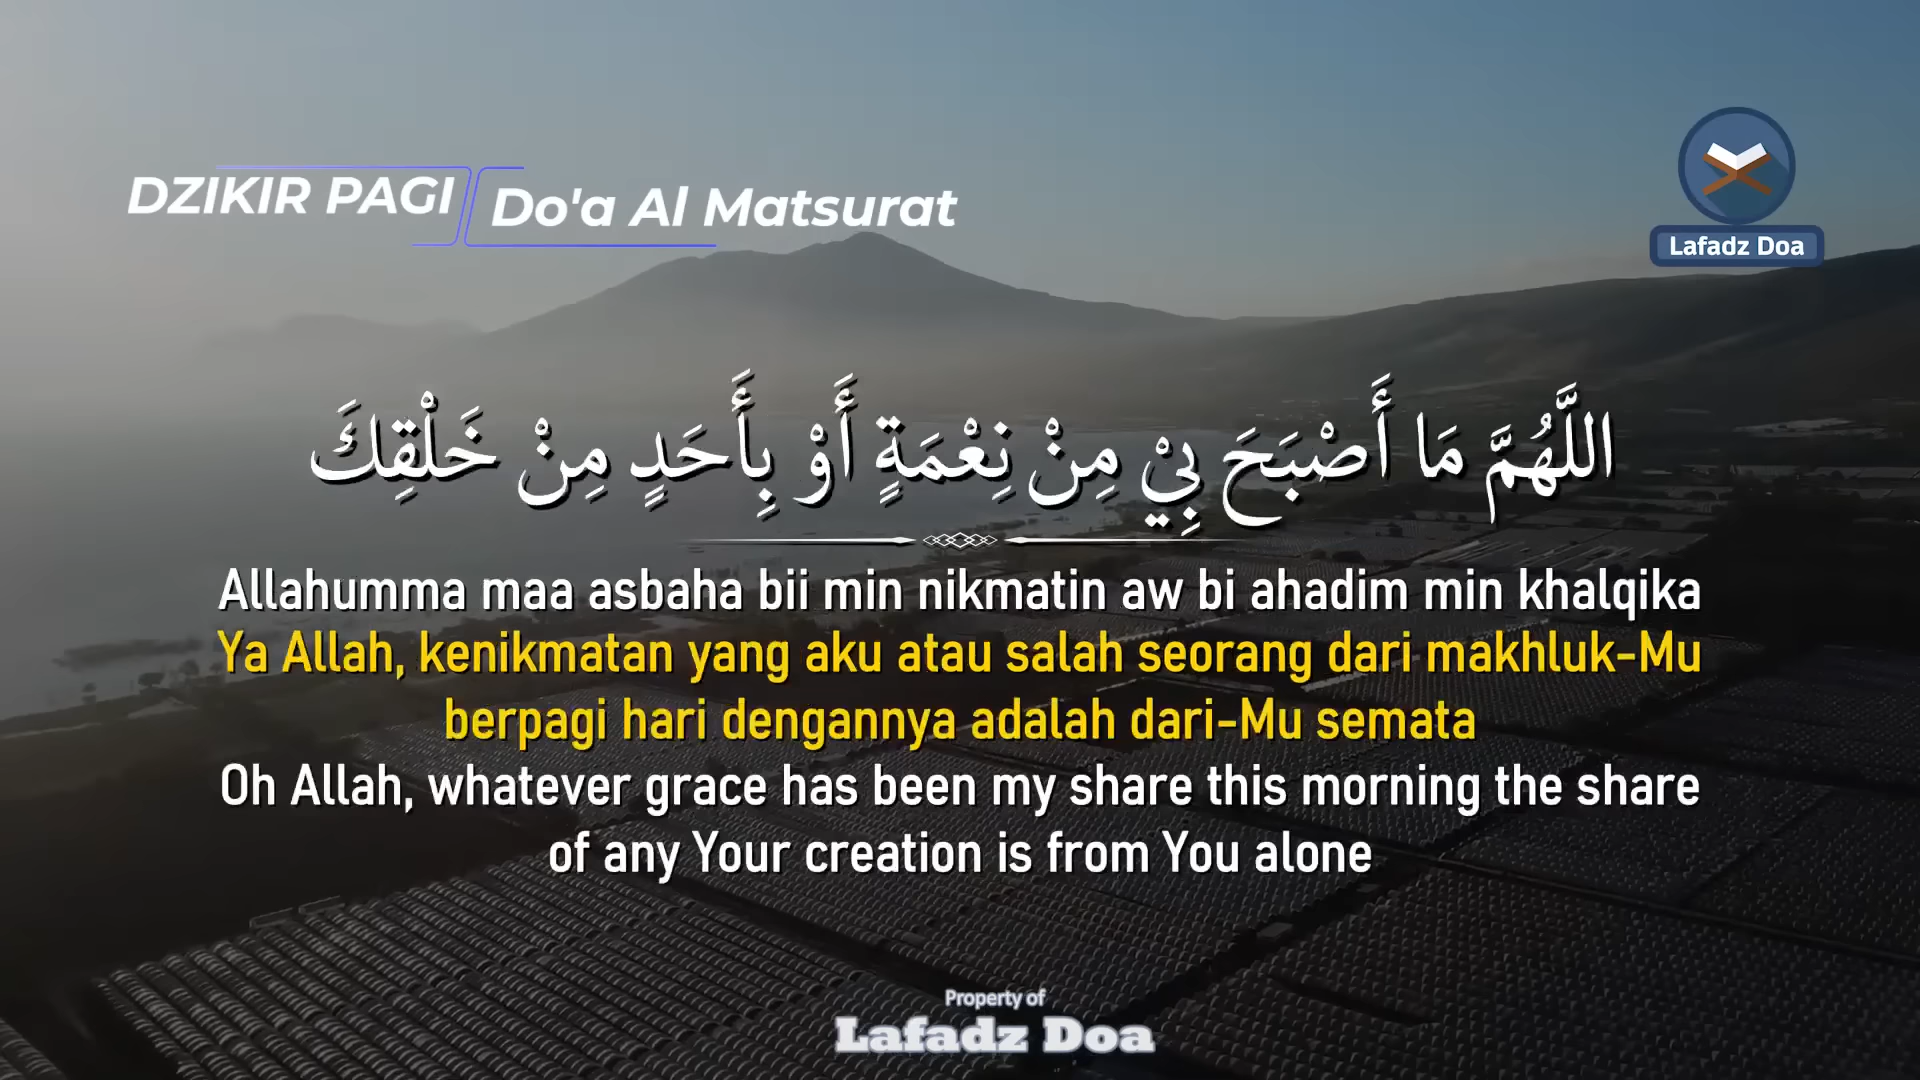 DZIKIR PAGI
Do'a Al Matsurat
Lafadz Doa
اللَّهُمَّ مَا أَصْبَحَ بِيْ مِنْ نِعْمَةٍ أَوْ بِأَحَدٍ مِنْ خَلْقِكَ
Allahumma maa asbaha bii min nikmatin aw bi ahadim min khalqika
Ya Allah, kenikmatan yang aku atau salah seorang dari makhluk-Mu
berpagi hari dengannya adalah dari-Mu semata
Oh Allah, whatever grace has been my share this morning the share
of any Your creation is from You alone
Property of
Lafadz Doa